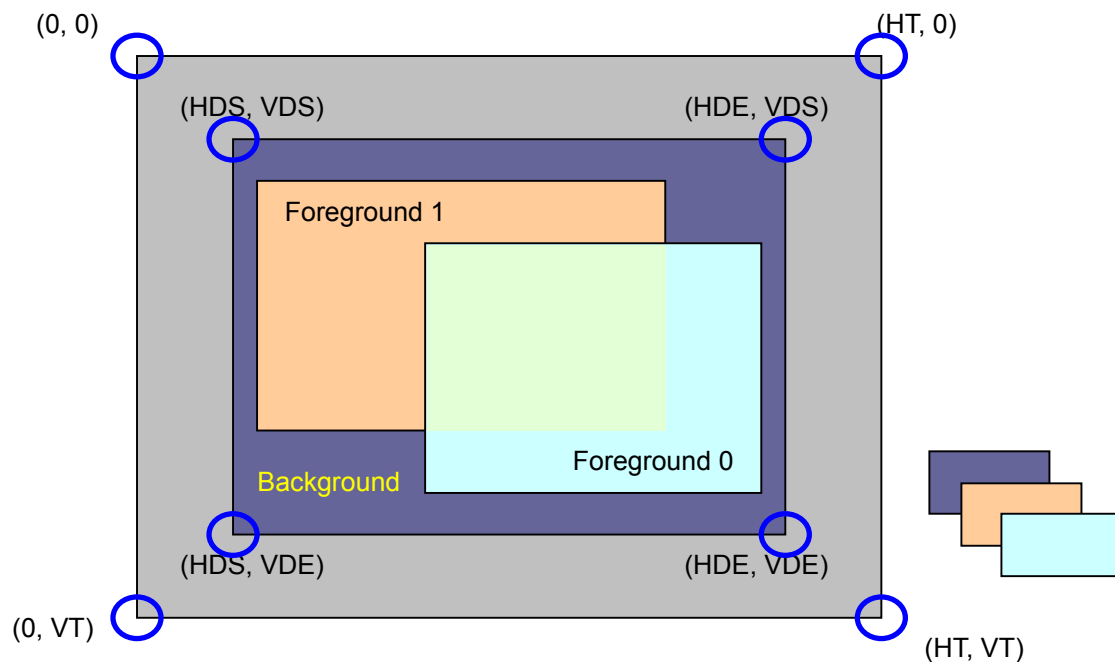 (0, 0)
(HT, 0)
(HDS, VDS)
(HDE, VDS)
Foreground 1
Foreground 0
Background
(HDS, VDE)
(HDE, VDE)
(0, VT)
(HT, VT)